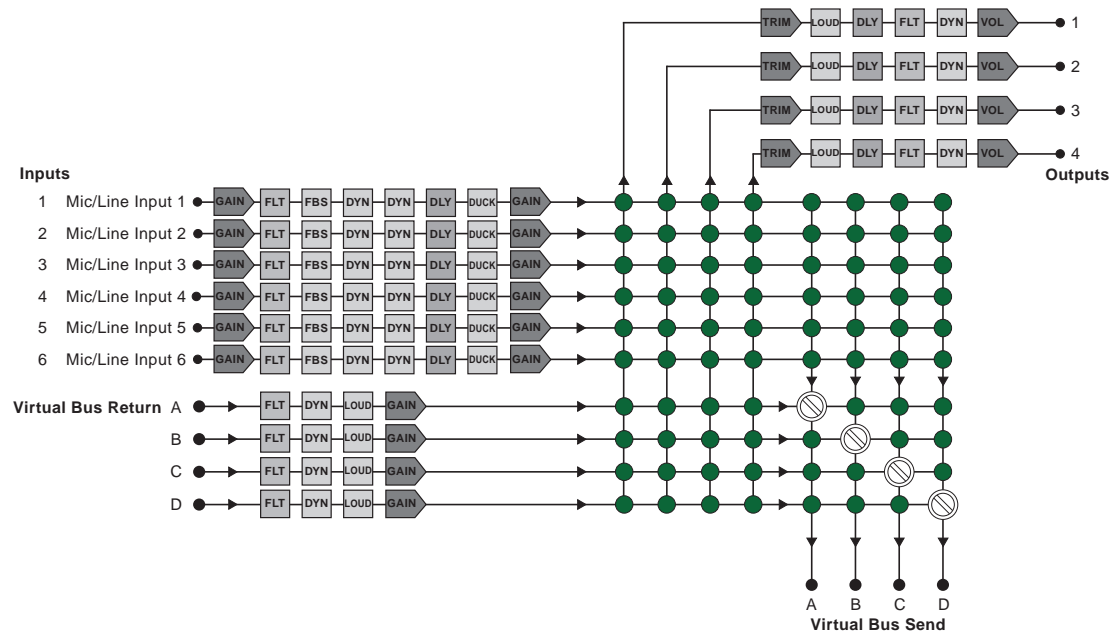 TRIM LOUD DLY FLT DYN VOL 1
TRIM LOUD DLY FLT DYN VOL 2
TRIM LOUD DLY FLT DYN VOL 3
TRIM LOUD DLY FLT DYN VOL 4
Outputs
Inputs
1 Mic/Line Input 1 GAIN FLT FBS DYN DYN DLY DUCK GAIN
2 Mic/Line Input 2 GAIN FLT FBS DYN DYN DLY DUCK GAIN
3 Mic/Line Input 3 GAIN FLT FBS DYN DYN DLY DUCK GAIN
4 Mic/Line Input 4 GAIN FLT FBS DYN DYN DLY DUCK GAIN
5 Mic/Line Input 5 GAIN FLT FBS DYN DYN DLY DUCK GAIN
6 Mic/Line Input 6 GAIN FLT FBS DYN DYN DLY DUCK GAIN
Virtual Bus Return A FLT DYN LOUD GAIN
B FLT DYN LOUD GAIN
C FLT DYN LOUD GAIN
D FLT DYN LOUD GAIN
A B C D
Virtual Bus Send